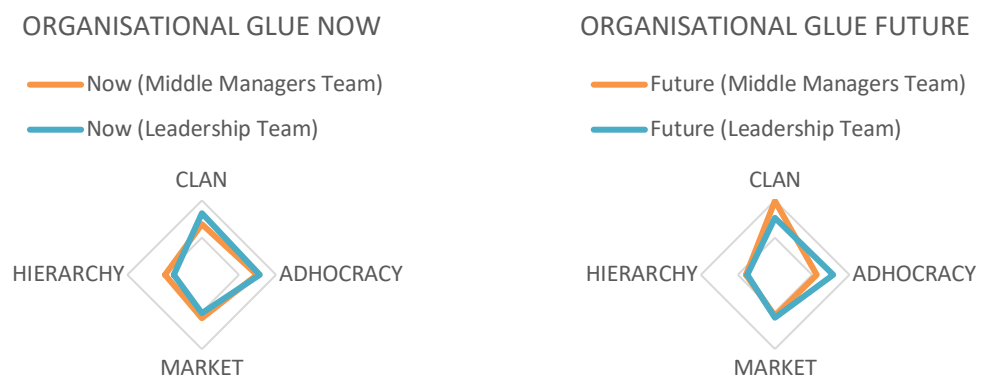 ORGANISATIONAL GLUE NOW
Now (Middle Managers Team)
Now (Leadership Team)
CLAN
HIERARCHY
ADHOCRACY
MARKET
ORGANISATIONAL GLUE FUTURE
Future (Middle Managers Team)
Future (Leadership Team)
CLAN
HIERARCHY
ADHOCRACY
MARKET